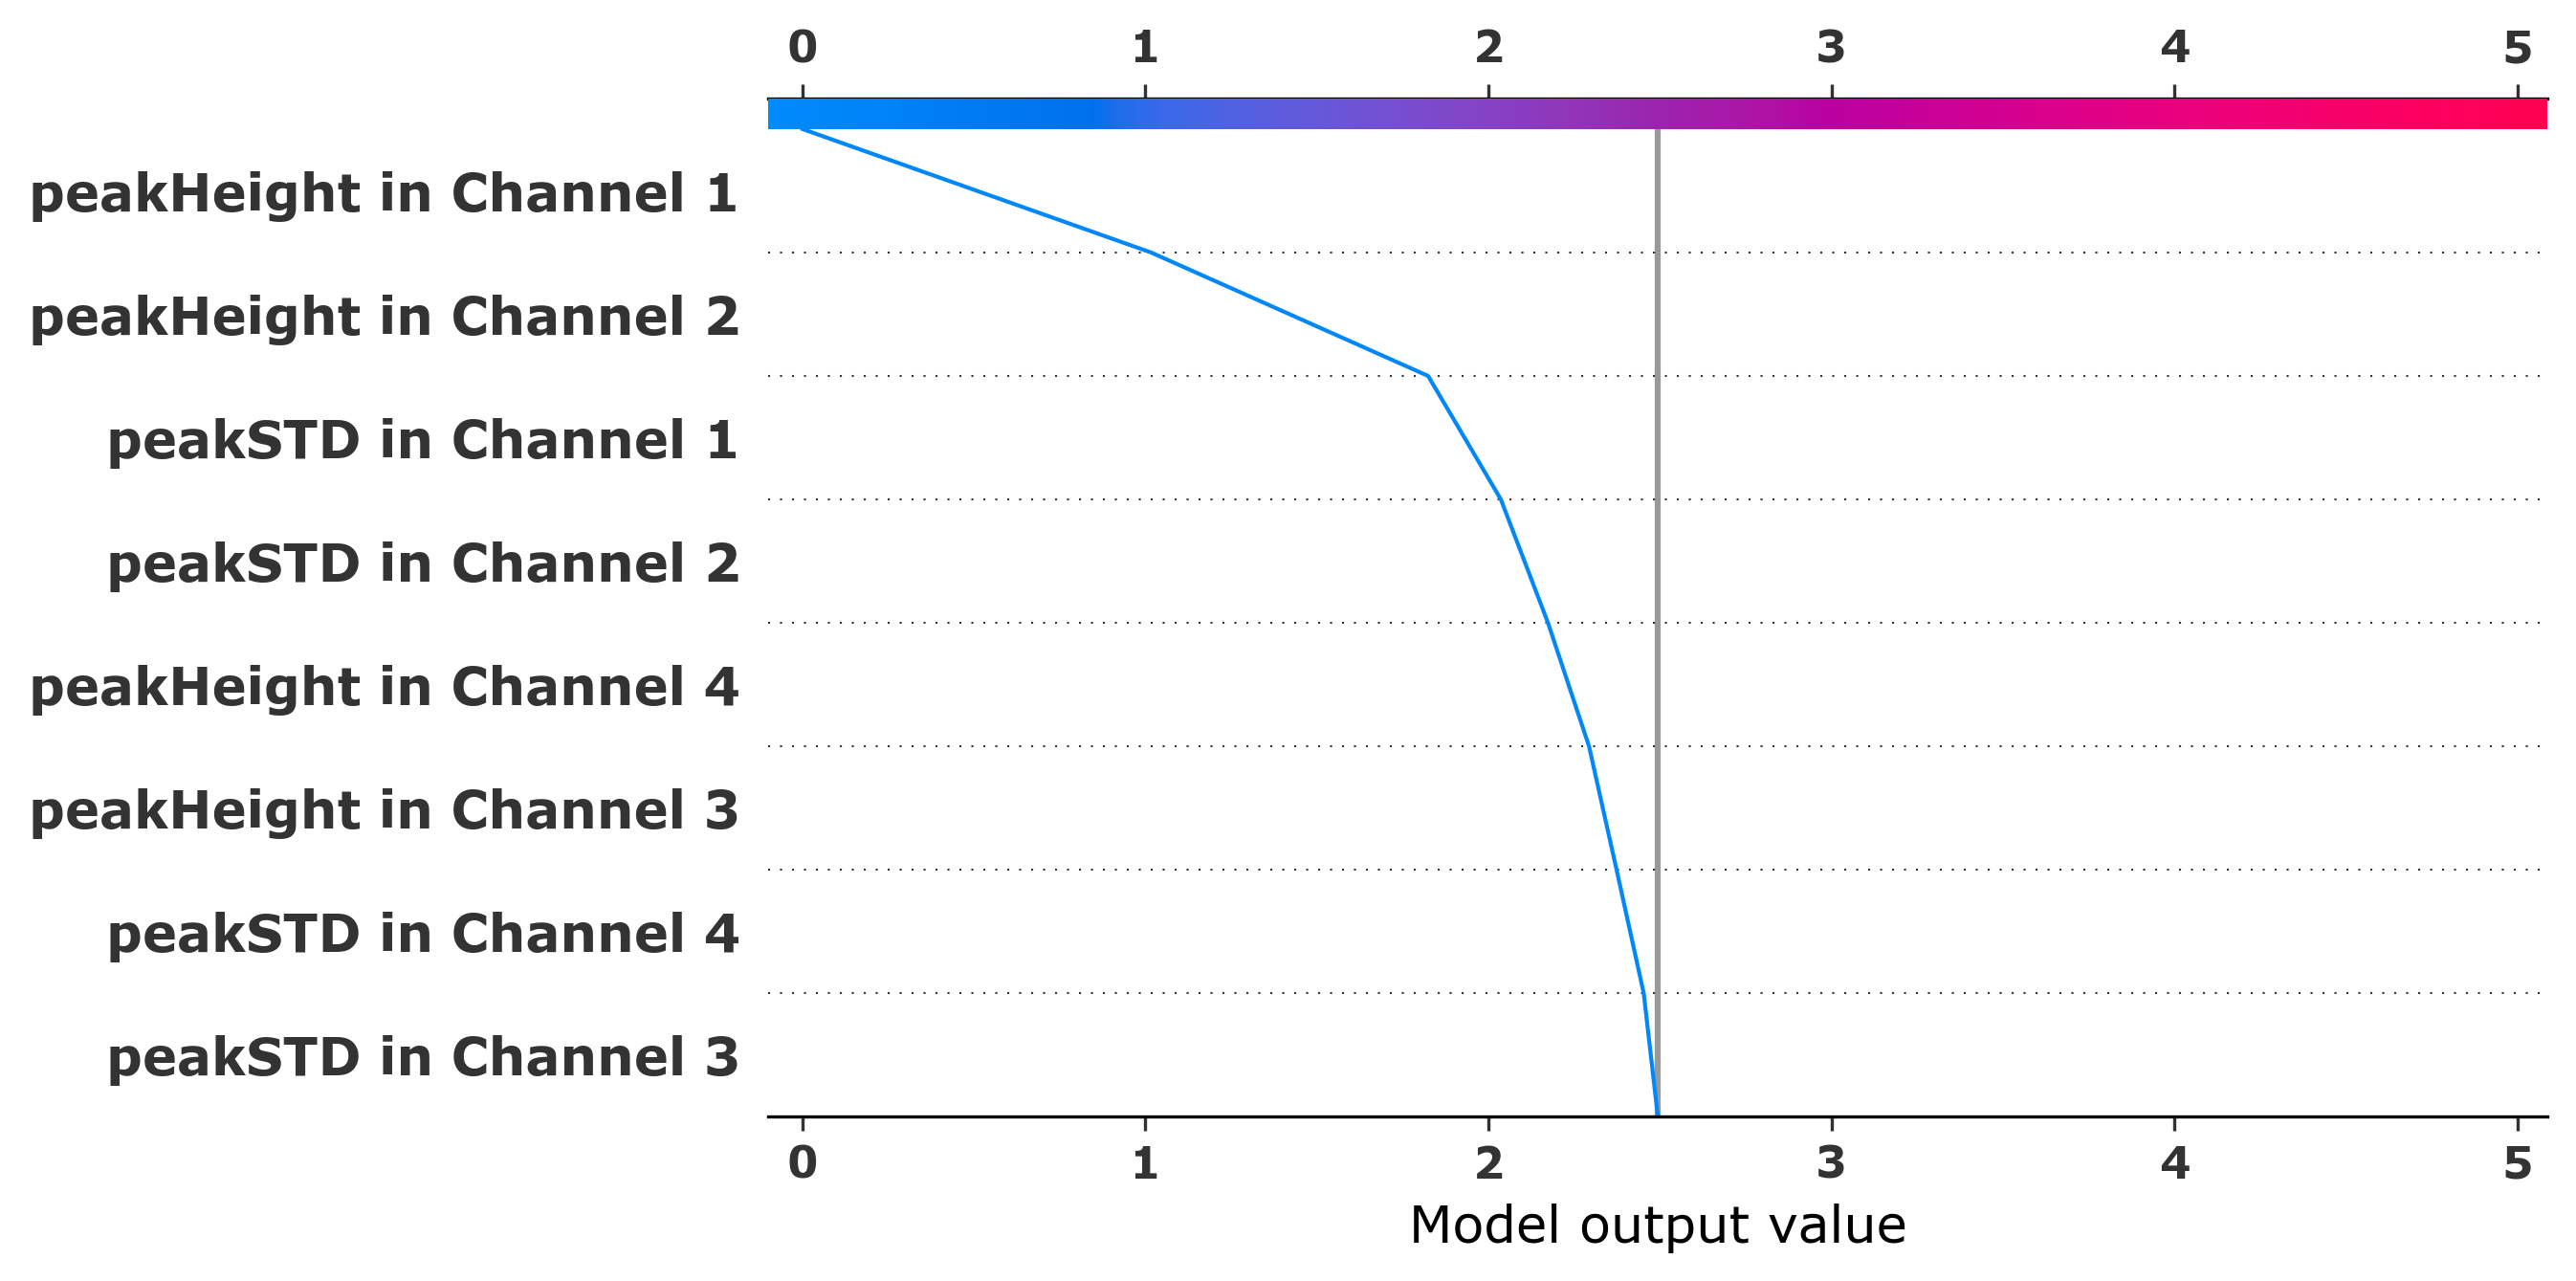 0 1 2 3 4 5
peakHeight in Channel 1
peakHeight in Channel 2
peakSTD in Channel 1
peakSTD in Channel 2
peakHeight in Channel 4
peakHeight in Channel 3
peakSTD in Channel 4
peakSTD in Channel 3
0 1 2 3 4 5
Model output value